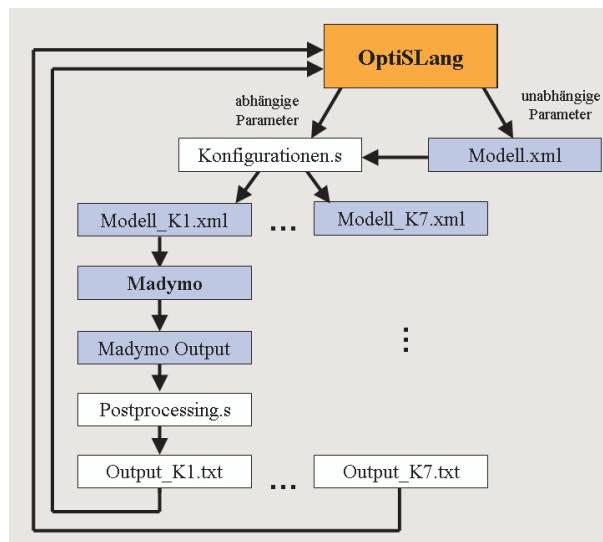 OptiSLang
abhängige
Parameter
unabhängige
Parameter
Konfigurationen.s
Modell.xml
Modell_K1.xml
...
Modell_K7.xml
Madymo
Madymo Output
...
Postprocessing.s
Output_K1.txt
...
Output_K7.txt